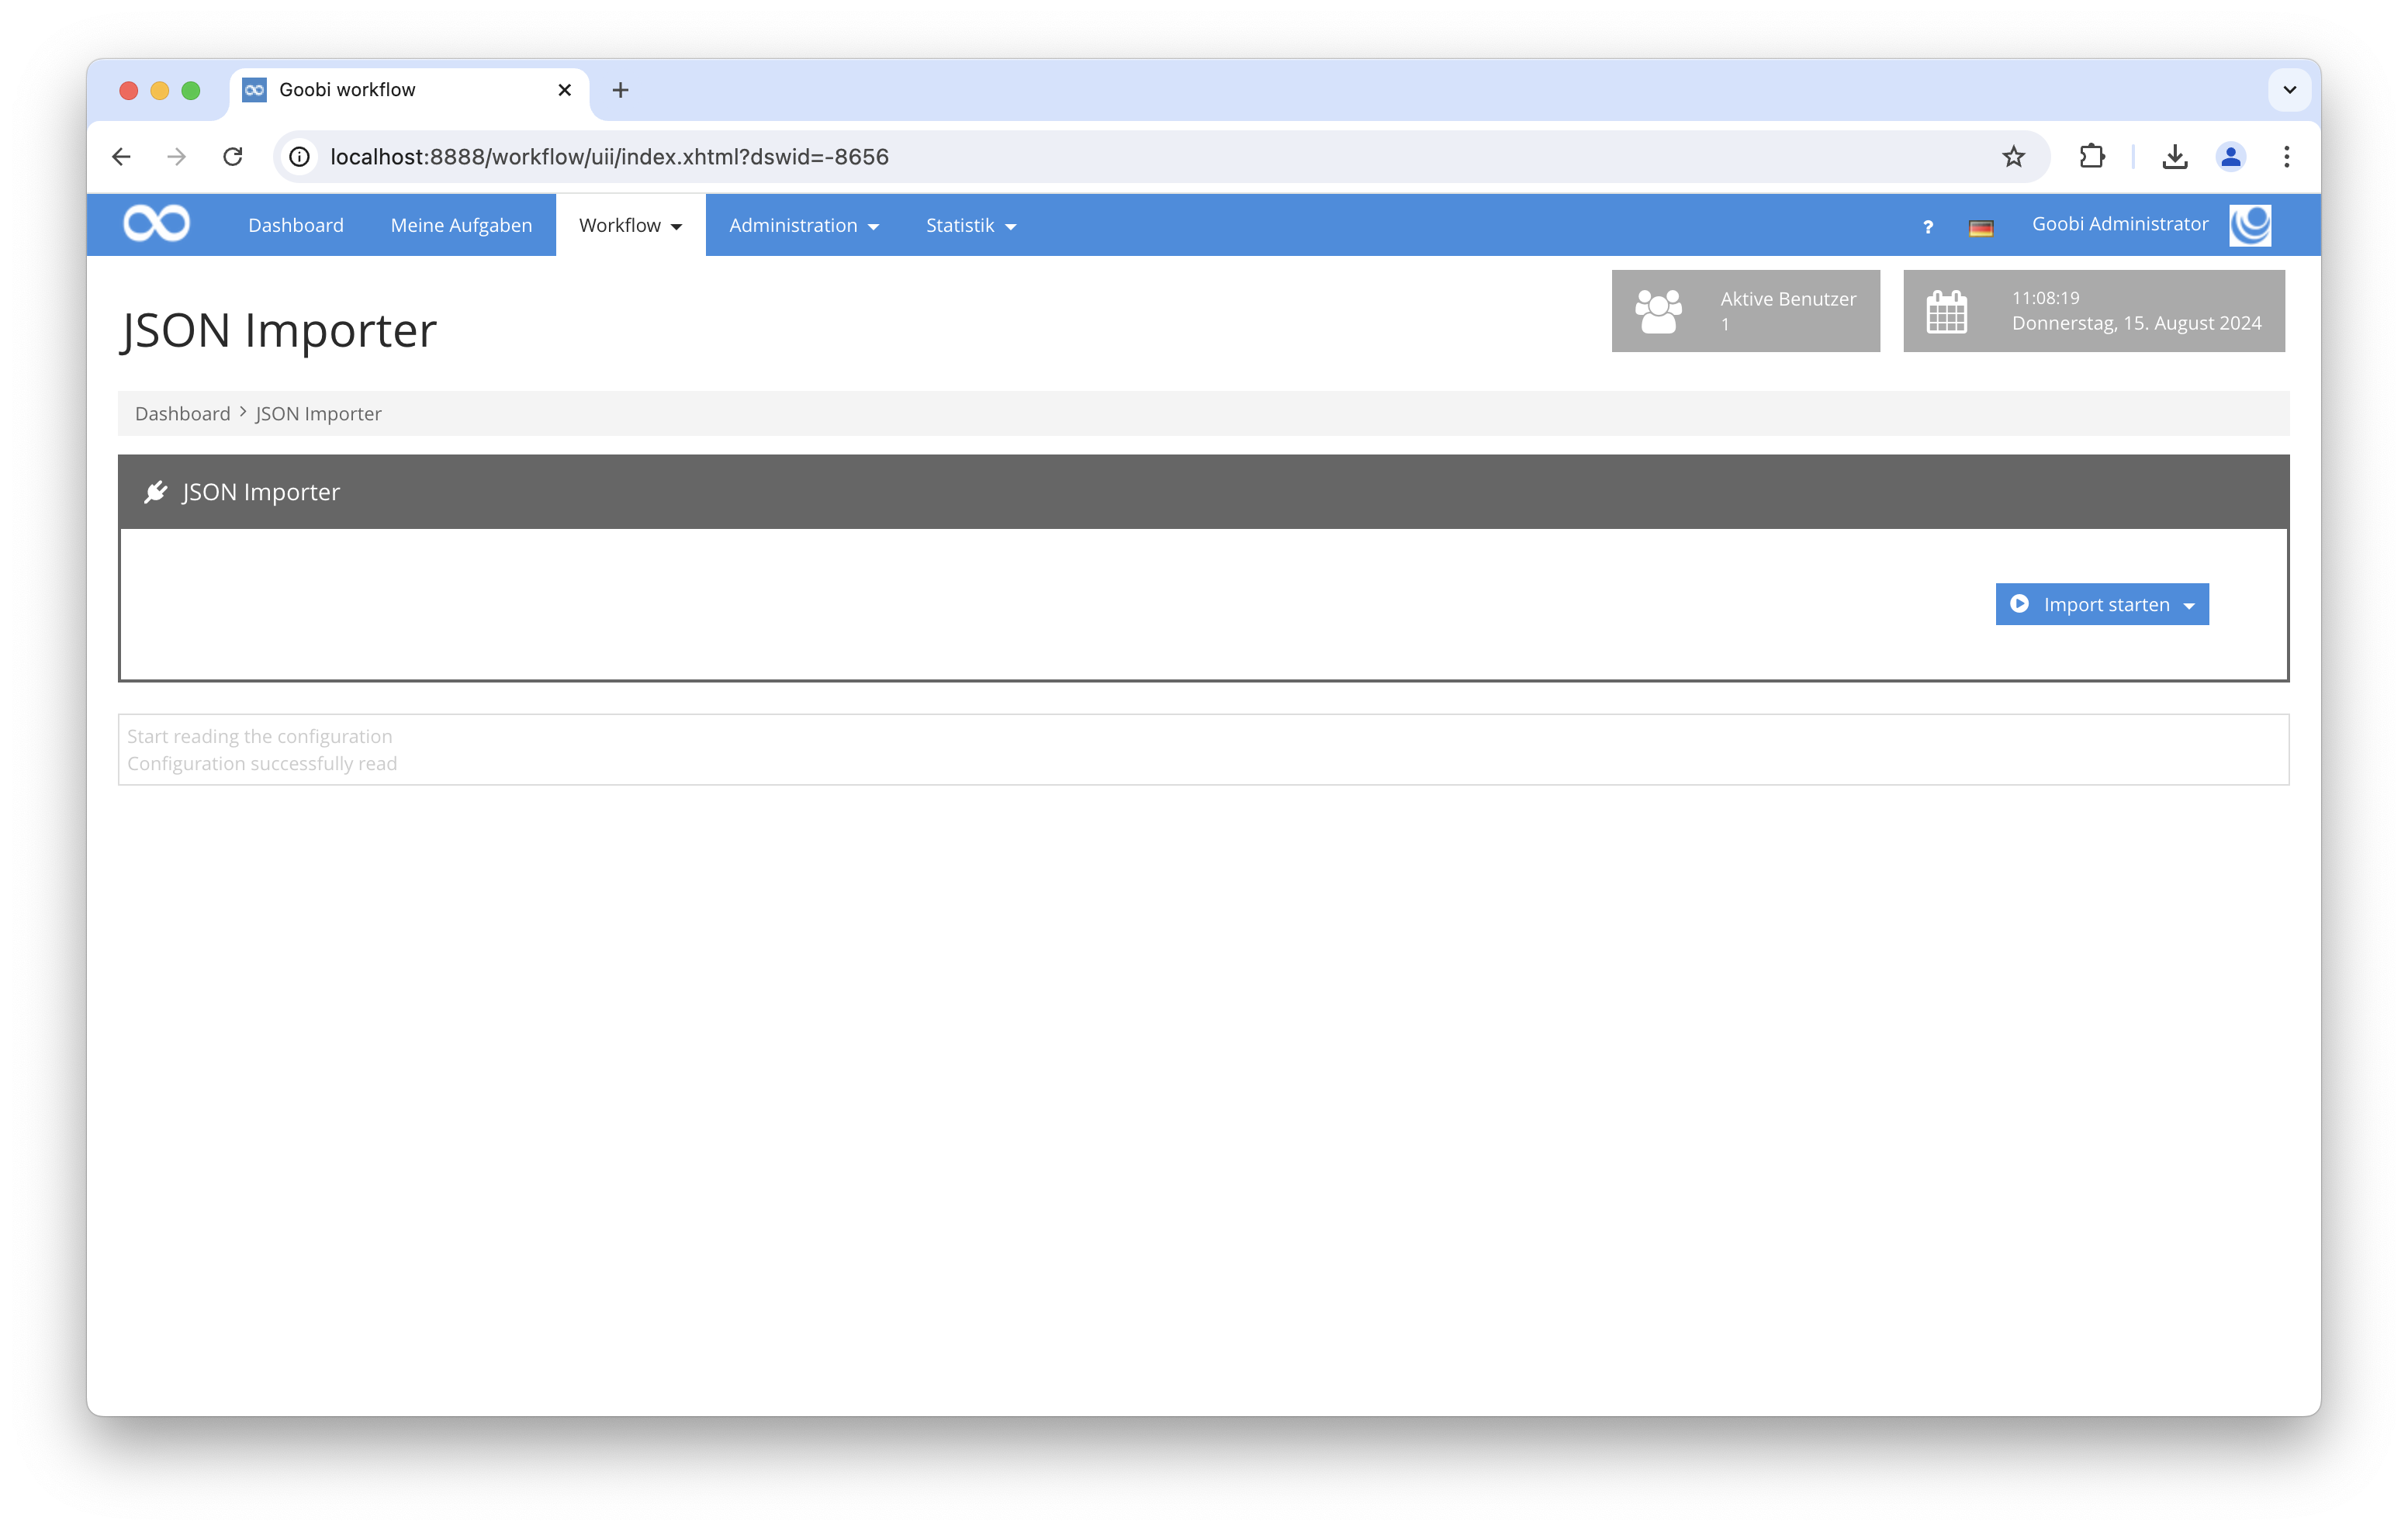 Goobi workflow
localhost:8888/workflow/uii/index.xhtml?dswid=-8656
Dashboard
Meine Aufgaben
Workflow
Administration
Statistik
?
Goobi Administrator
JSON Importer
Aktive Benutzer
1
11:08:19
Donnerstag, 15. August 2024
Dashboard > JSON Importer
JSON Importer
Import starten
Start reading the configuration
Configuration successfully read